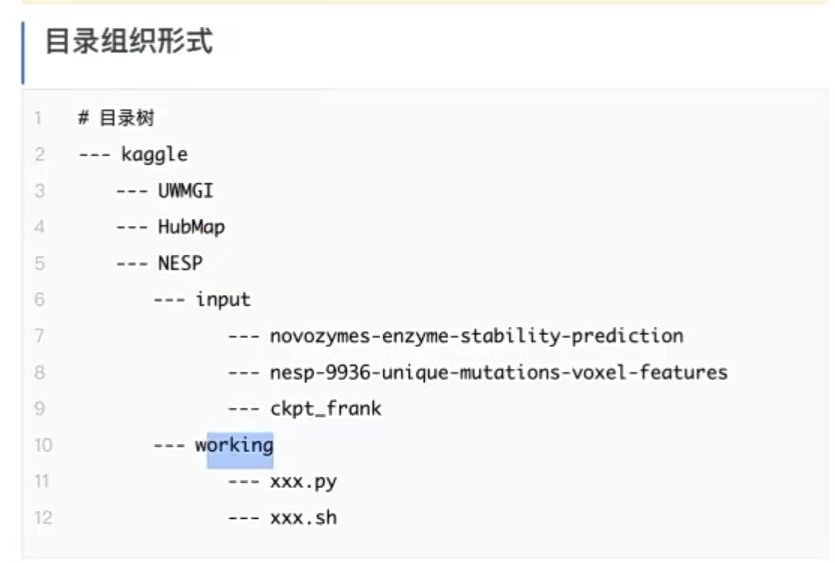 目录组织形式
1 # 目录树
2 --- kaggle
3 --- UWMGI
4 --- HubMap
5 --- NESP
6 --- input
7 --- novozymes-enzyme-stability-prediction
8 --- nesp-9936-unique-mutations-voxel-features
9 --- ckpt_frank
10 --- working
11 --- xxx.py
12 --- xxx.sh